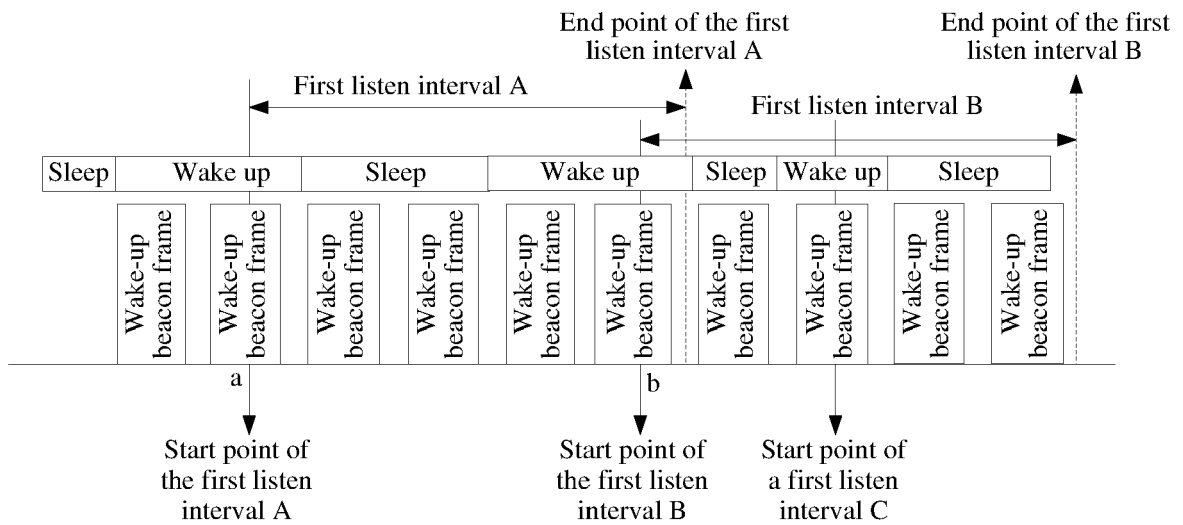 End point of the first
listen interval A
End point of the first
listen interval B
First listen interval A
First listen interval B
Sleep
Wake up
Sleep
Wake up
Sleep
Wake up
Sleep
Wake-up
beacon frame
Wake-up
beacon frame
Wake-up
beacon frame
Wake-up
beacon frame
Wake-up
beacon frame
Wake-up
beacon frame
Wake-up
beacon frame
Wake-up
beacon frame
Wake-up
beacon frame
Wake-up
beacon frame
a
b
Start point of
the first listen
interval A
Start point of
the first listen
interval B
Start point of
a first listen
interval C